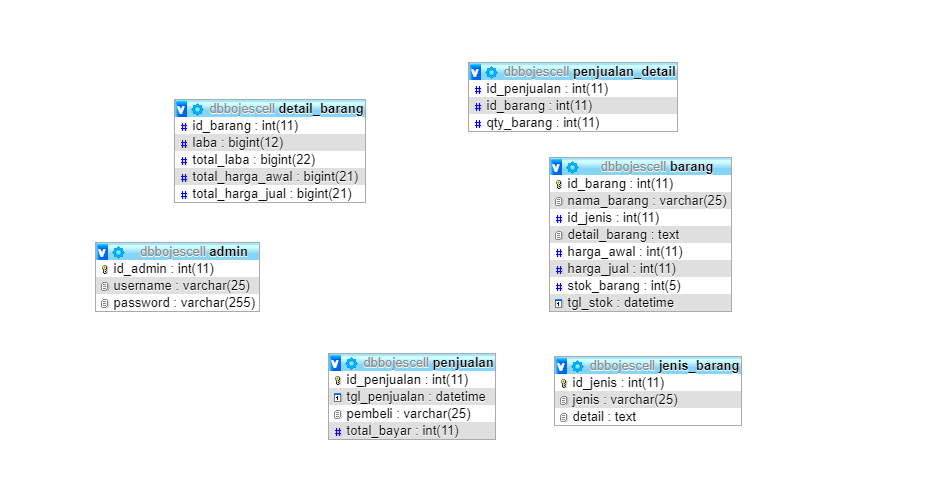 dbbojescell penjualan_detail
id_penjualan : int(11)
id_barang : int(11)
qty_barang : int(11)
dbbojescell detail_barang
id_barang : int(11)
laba : bigint(12)
total_laba : bigint(22)
total_harga_awal : bigint(21)
total_harga_jual : bigint(21)
dbbojescell barang
id_barang : int(11)
nama_barang : varchar(25)
id_jenis : int(11)
detail_barang : text
harga_awal : int(11)
harga_jual : int(11)
stok_barang : int(5)
tgl_stok : datetime
dbbojescell admin
id_admin : int(11)
username : varchar(25)
password : varchar(255)
dbbojescell penjualan
id_penjualan : int(11)
tgl_penjualan : datetime
pembeli : varchar(25)
total_bayar : int(11)
dbbojescell jenis_barang
id_jenis : int(11)
jenis : varchar(25)
detail : text